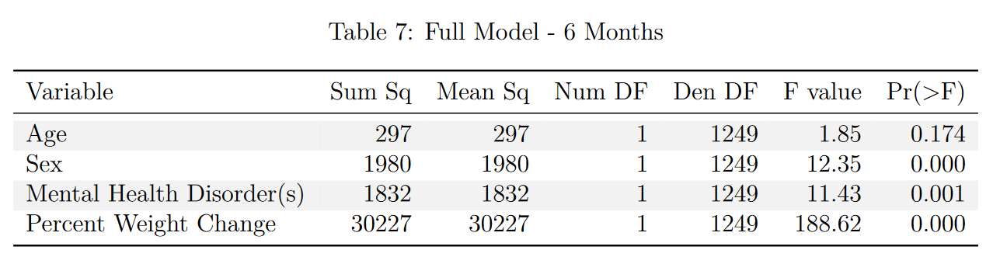 Table 7: Full Model - 6 Months
Variable Sum Sq Mean Sq Num DF Den DF F value Pr(>F)
Age 297 297 1 1249 1.85 0.174
Sex 1980 1980 1 1249 12.35 0.000
Mental Health Disorder(s) 1832 1832 1 1249 11.43 0.001
Percent Weight Change 30227 30227 1 1249 188.62 0.000